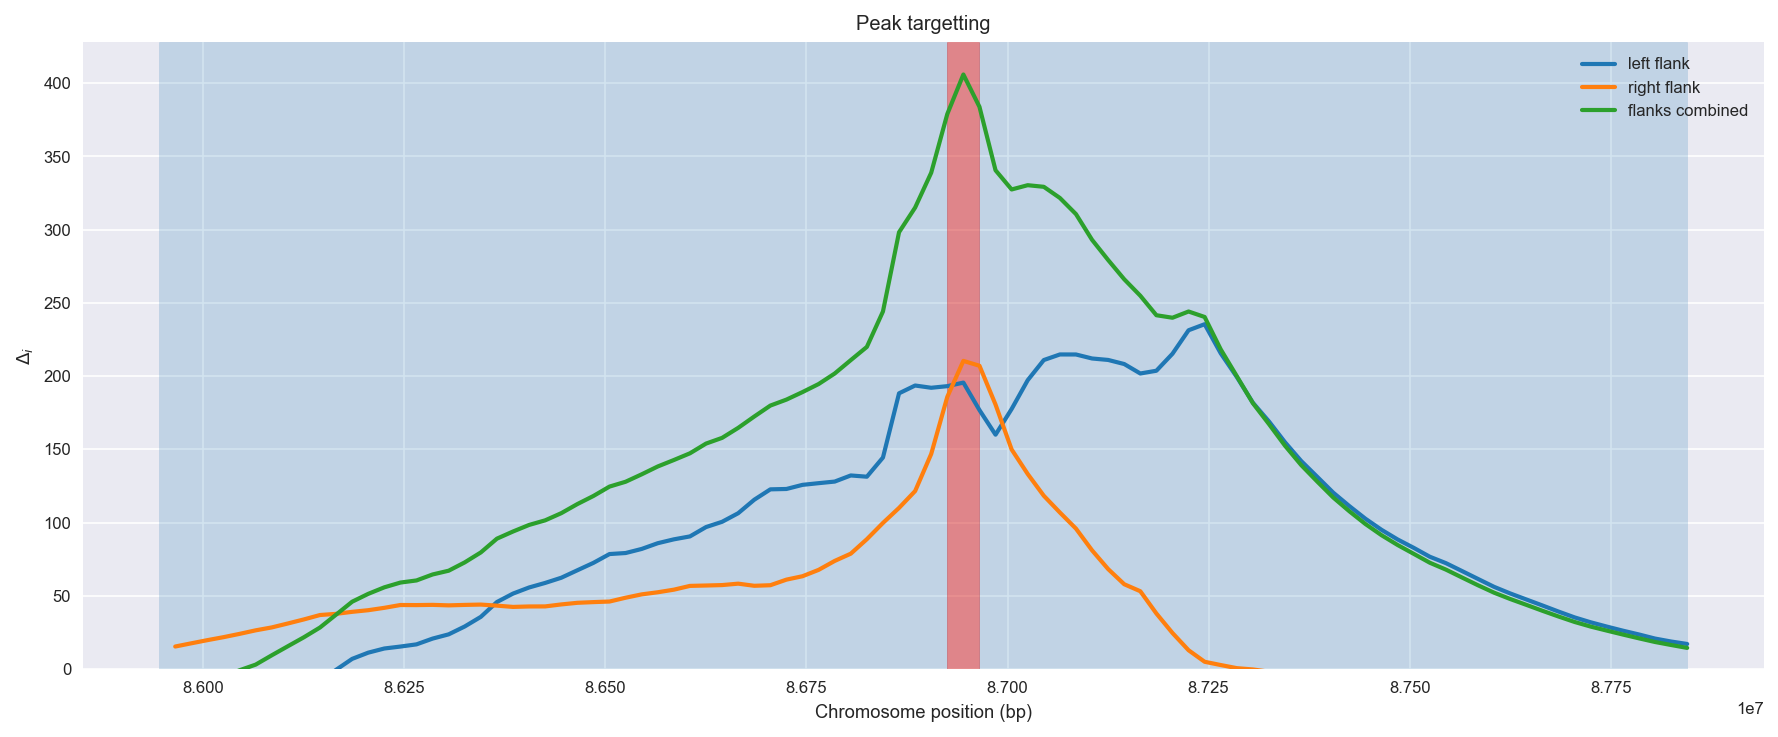 Peak targetting
left flank
right flank
flanks combined
400
350
300
250
200
150
100
50
0
Δi
8.600 8.625 8.650 8.675 8.700 8.725 8.750 8.775
1e7
Chromosome position (bp)